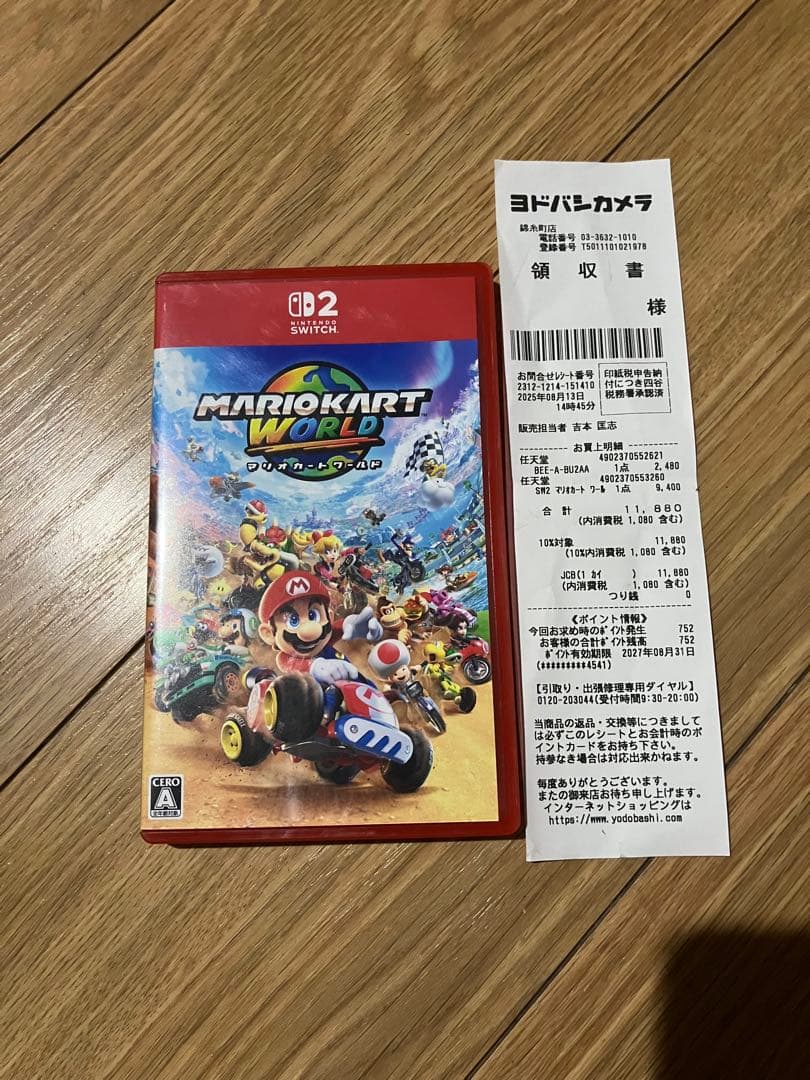 2
NINTENDO
SWITCH
MARIOKART
WORLD
マリオカート ワールド
CERO
A
全年齢対象
ヨドバシカメラ
錦糸町店
電話番号 03-3632-1010
登録番号 T5011101021978
領 収 書
様
お問合せレシート番号
2312-1214-151410
2025年08月13日
14時45分
印紙税申告納
付につき四谷
税務署承認済
販売担当者 吉本 匡志
お買上明細
任天堂 4902370552621
BEE-A-BU2AA 1点 2,480
任天堂 4902370553260
SW2 マリオカート ワール 1点 9,400
合 計 11,880
(内消費税 1,080 含む)
10%対象 11,880
(10%内消費税 1,080 含む)
JCB(1 カイ ) 11,880
(内消費税 1,080 含む)
つり銭 0
《ポイント情報》
今回お求め時のポイント発生 752
お客様の合計ポイント残高 752
ポイント有効期限 2027年08月31日
(*********4541)
【引取り・出張修理専用ダイヤル】
0120-203044(受付時間9:30-20:00)
当商品の返品・交換等につきまして
は必ずこのレシートとお会計時のポ
イントカードをお持ち下さい。
持参なき場合は対応出来かねます。
毎度ありがとうございます。
またの御来店お待ち申し上げます。
インターネットショッピングは
https://www.yodobashi.com